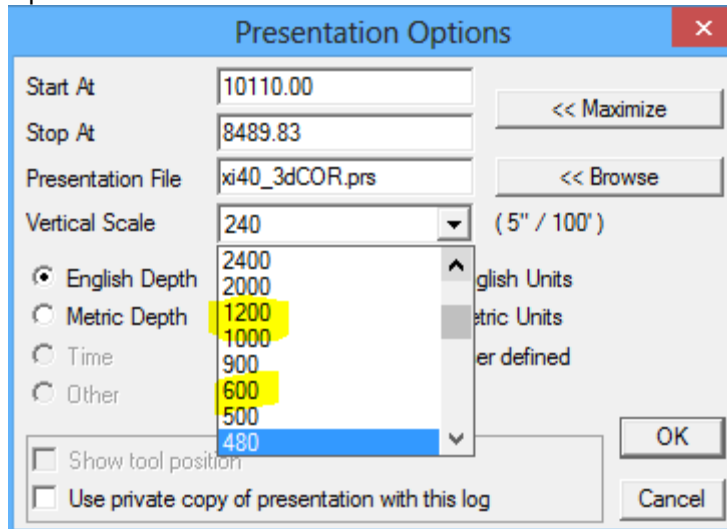 Presentation Options
Start At 10110.00
<< Maximize
Stop At 8489.83
Presentation File xi40_3dCOR.prs << Browse
Vertical Scale 240 ( 5" / 100' )
2400
English Depth glish Units
2000
Metric Depth 1200 etric Units
1000
Time 900 er defined
Other 600
500
480
OK
Show tool position
Use private copy of presentation with this log Cancel